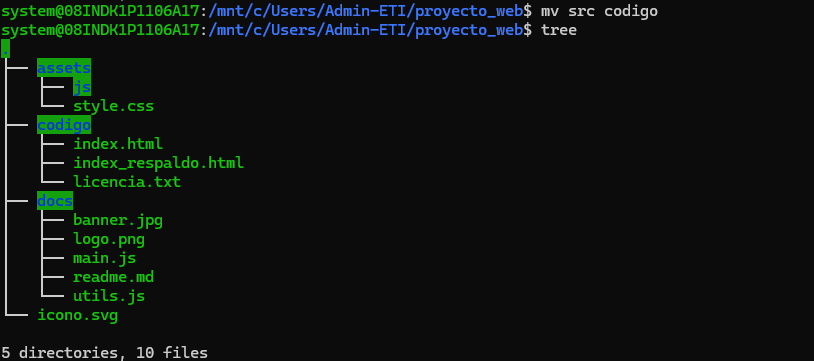 system@08INDK1P1106A17:/mnt/c/Users/Admin-ETI/proyecto_web$ mv src codigo
system@08INDK1P1106A17:/mnt/c/Users/Admin-ETI/proyecto_web$ tree
.
├── assets
│   ├── js
│   └── style.css
├── codigo
│   ├── index.html
│   ├── index_respaldo.html
│   └── licencia.txt
├── docs
│   ├── banner.jpg
│   ├── logo.png
│   ├── main.js
│   ├── readme.md
│   └── utils.js
└── icono.svg
5 directories, 10 files